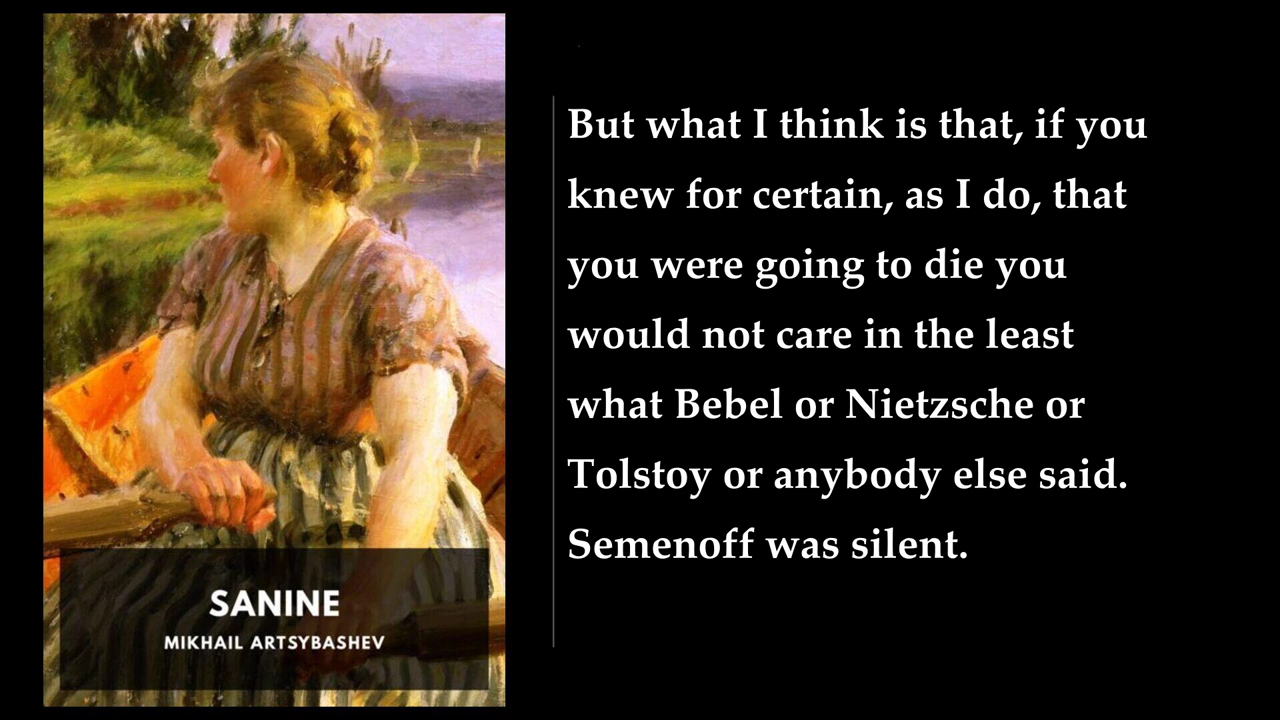 SANINE
MIKHAIL ARTSYBASHEV
But what I think is that, if you
knew for certain, as I do, that
you were going to die you
would not care in the least
what Bebel or Nietzsche or
Tolstoy or anybody else said.
Semenoff was silent.